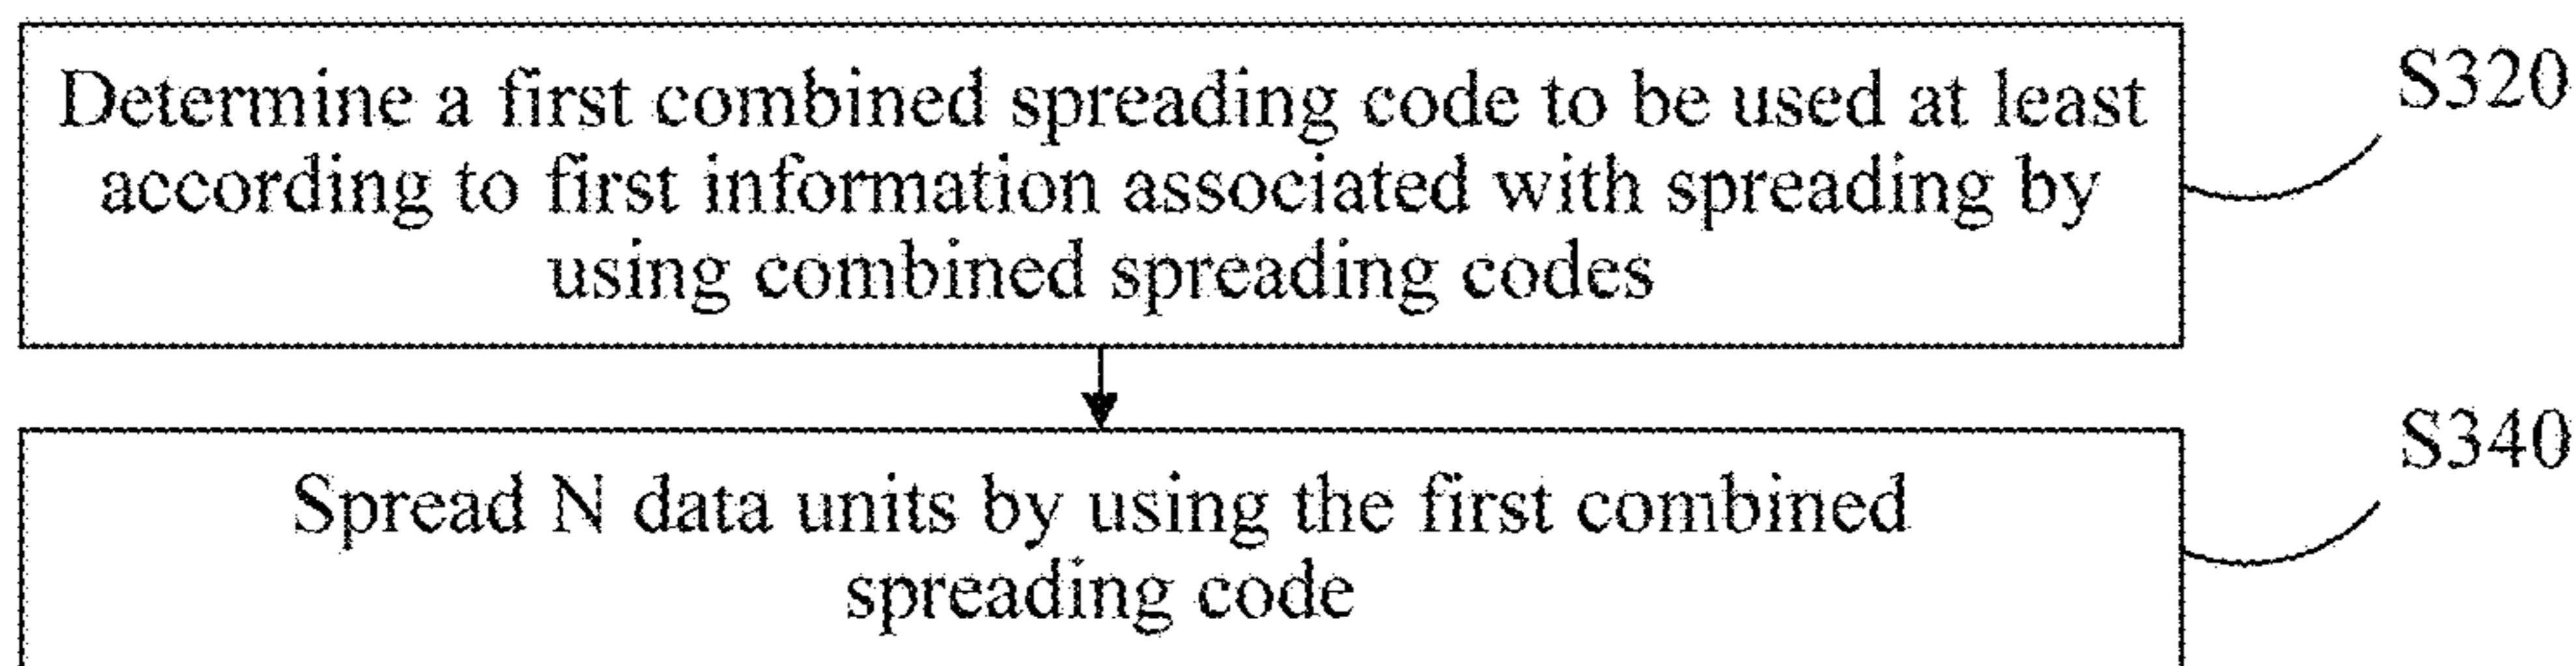 Determine a first combined spreading code to be used at least
according to first information associated with spreading by
using combined spreading codes
S320
Spread N data units by using the first combined
spreading code
S340